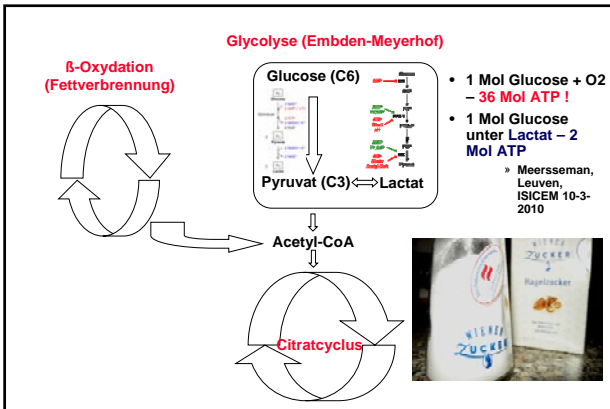 Glycolyse (Embden-Meyerhof)
ß-Oxydation
(Fettverbrennung)
Glucose (C6)
Pyruvat (C3)
Lactat
Acetyl-CoA
Citratcyclus
• 1 Mol Glucose + O2
– 36 Mol ATP !
• 1 Mol Glucose
unter Lactat – 2
Mol ATP
» Meersseman,
Leuven,
ISICEM 10-3-
2010
WIENER
ZUCKER
WIENER
ZUCKER
Hagelzucker